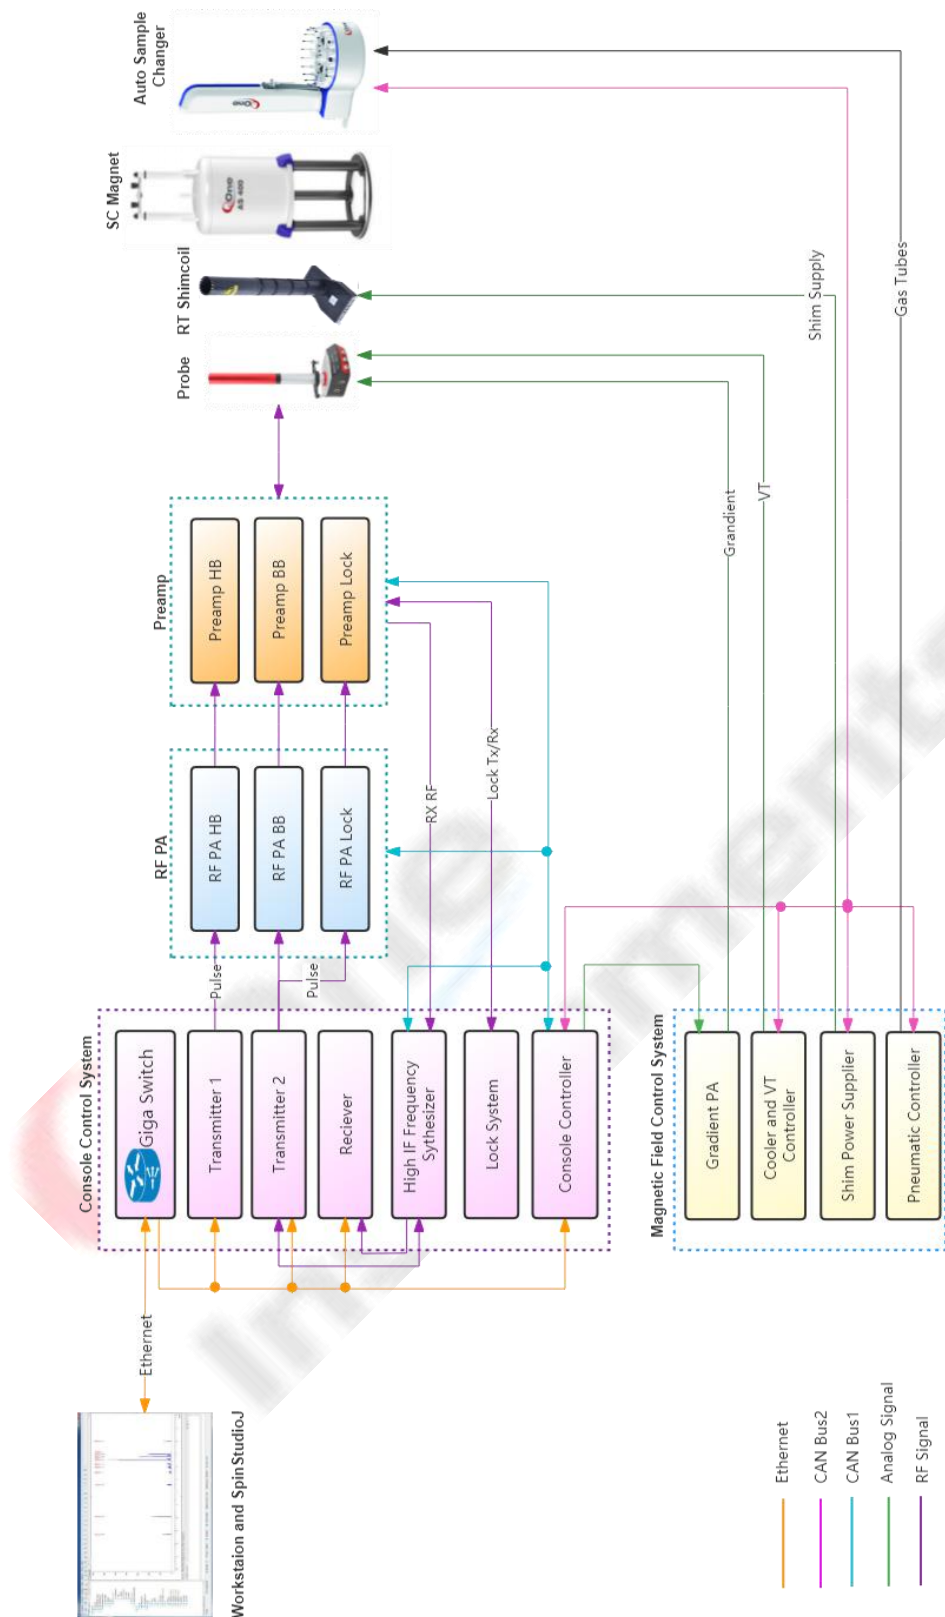 Workstaion and SpinStudioJ
Ethernet
Console Control System
Giga Switch
Transmitter 1
Transmitter 2
Reciever
High IF Frequency
Sythesizer
Lock System
Console Controller
Pulse
Pulse
RF PA
RF PA HB
RF PA BB
RF PA Lock
Preamp
Preamp HB
Preamp BB
Preamp Lock
RX RF
Lock Tx/Rx
Probe
RT Shimcoil
SC Magnet
One
AS 400
Auto Sample
Changer
One
Magnetic Field Control System
Gradient PA
Cooler and VT
Controller
Shim Power Supplier
Pneumatic Controller
Grandient
VT
Shim Supply
Gas Tubes
Ethernet
CAN Bus2
CAN Bus1
Analog Signal
RF Signal